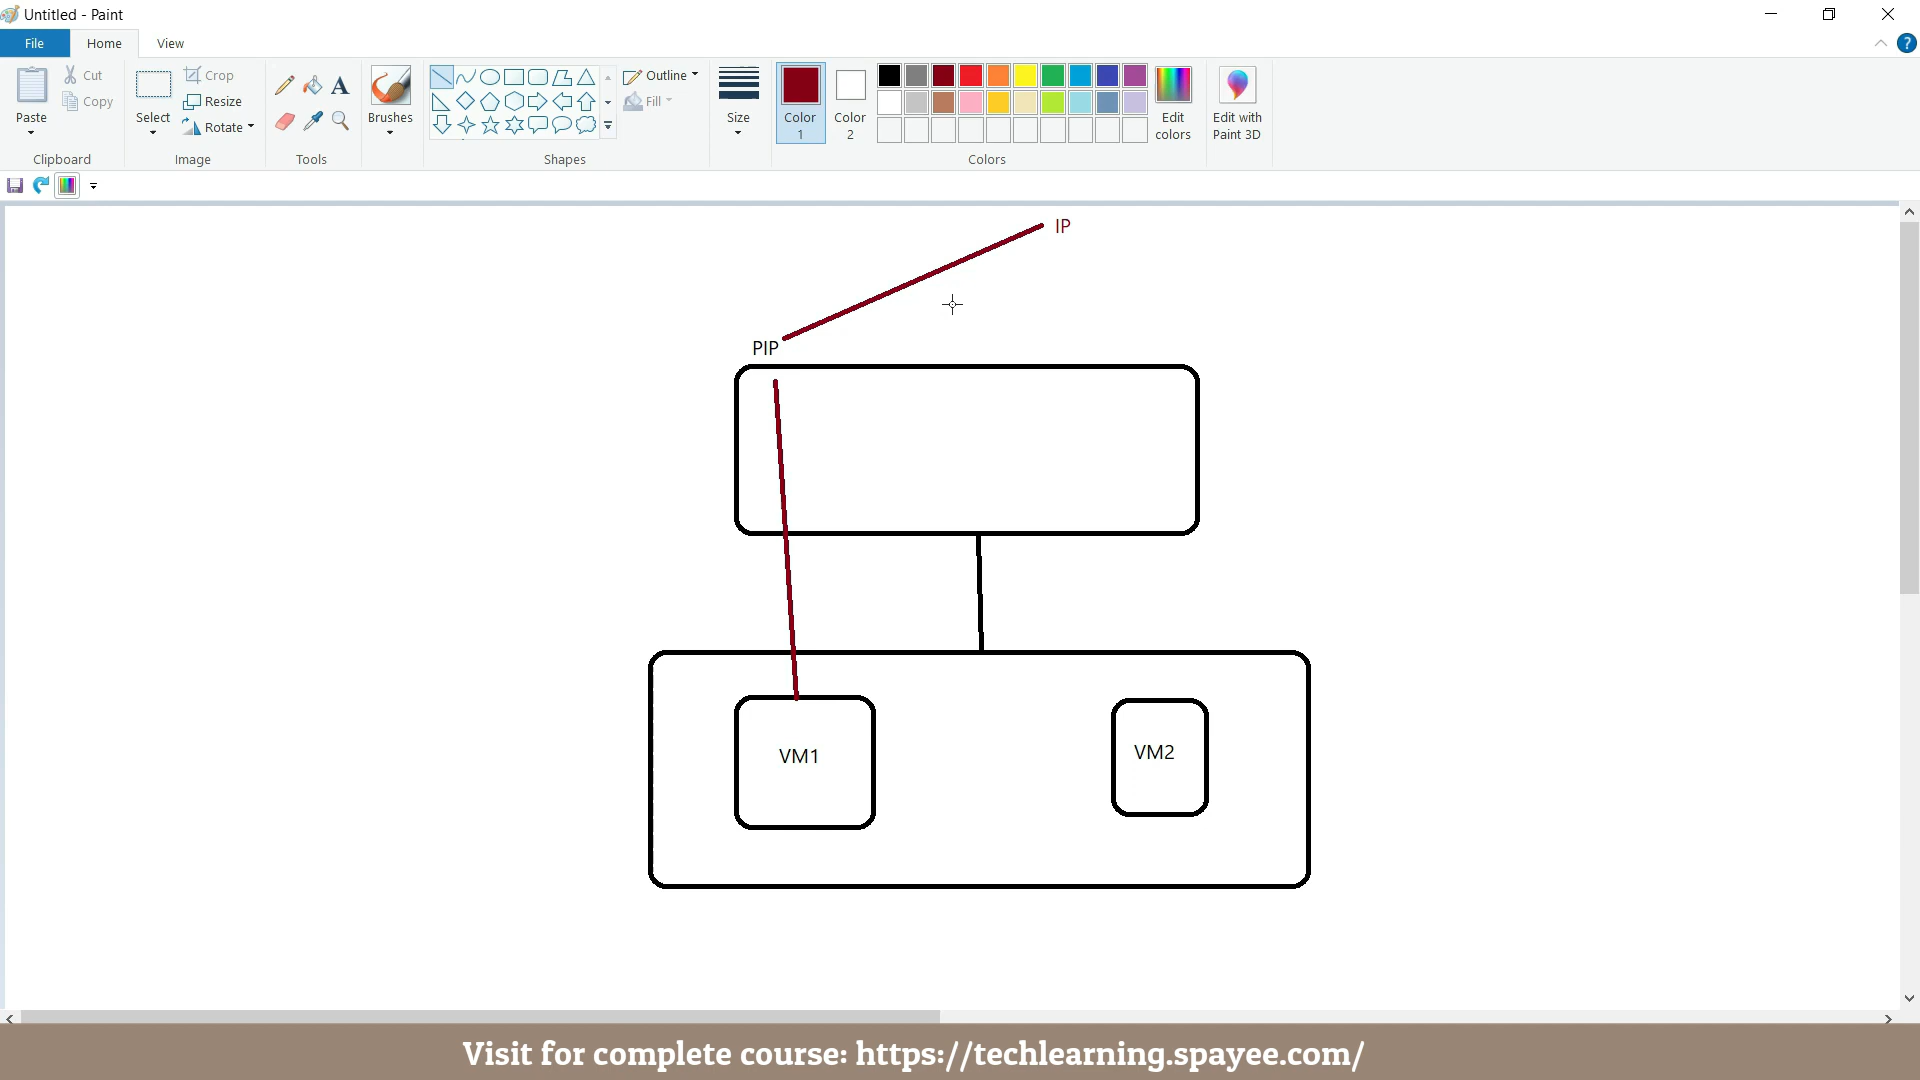 Untitled - Paint
File Home View
Paste Cut Copy
Clipboard
Select Crop Resize Rotate
Image
Tools
Brushes
Shapes
Outline
Fill
Size
Color 1
Color 2
Edit colors
Colors
Edit with Paint 3D
IP
PIP
VM1
VM2
Visit for complete course: https://techlearning.spayee.com/